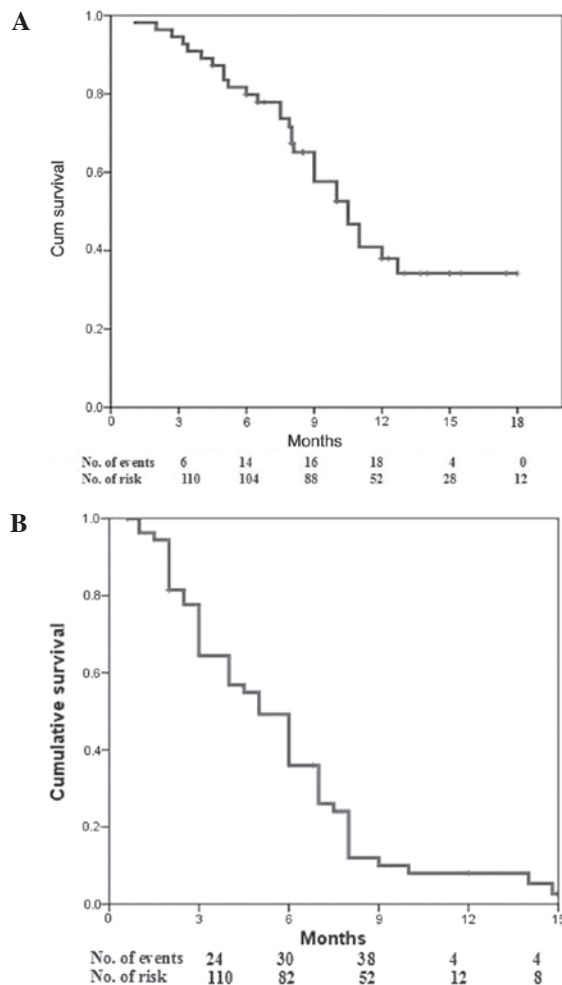 A
Cum survival
1.0
0.8
0.6
0.4
0.2
0.0
0 3 6 9 12 15 18
Months
No. of events 6 14 16 18 4 0
No. of risk 110 104 88 52 28 12
B
Cumulative survival
1.0
0.8
0.6
0.4
0.2
0.0
0 3 6 9 12 15
Months
No. of events 24 30 38 4 4
No. of risk 110 82 52 12 8